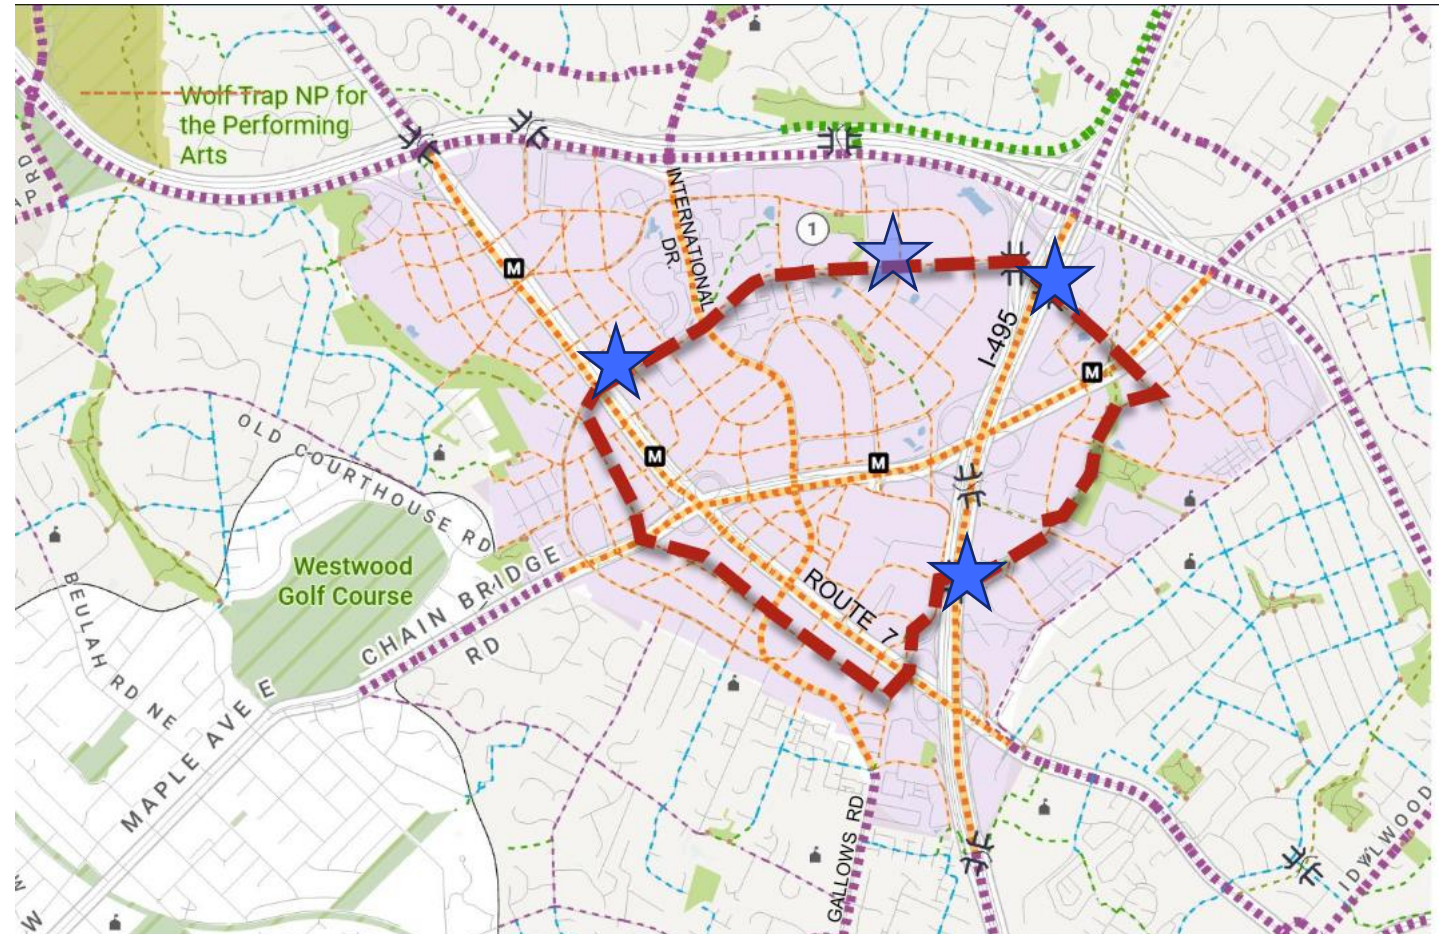 Wolf Trap NP for
the Performing
Arts
INTERNATIONAL
DR.
1
M
I-495
M
M
M
OLD COURTHOUSE RD
Westwood
Golf Course
CHAIN BRIDGE
RD
ROUTE 7
BEULAH RD NE
MAPLE AVE E
GALLOWS RD
IDYLWOOD
W